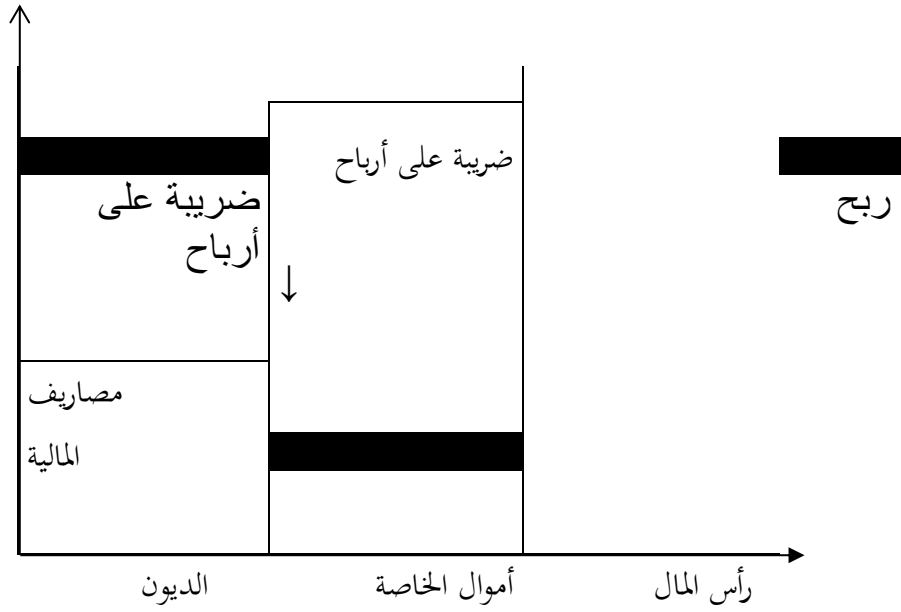 ضريبة على أرباح
ربح
ضريبة على
أرباح
↓
مصاريف
المالية
رأس المال
أموال الخاصة
الديون